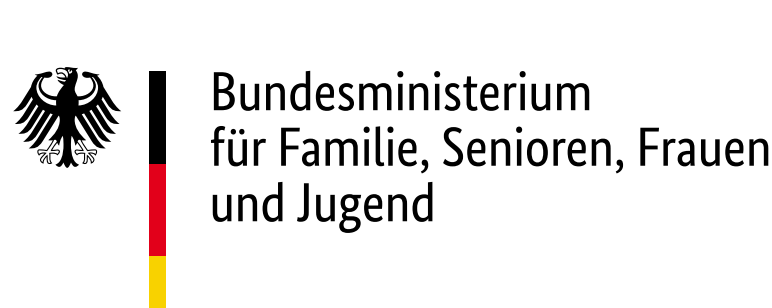 Bundesministerium
für Familie, Senioren, Frauen
und Jugend